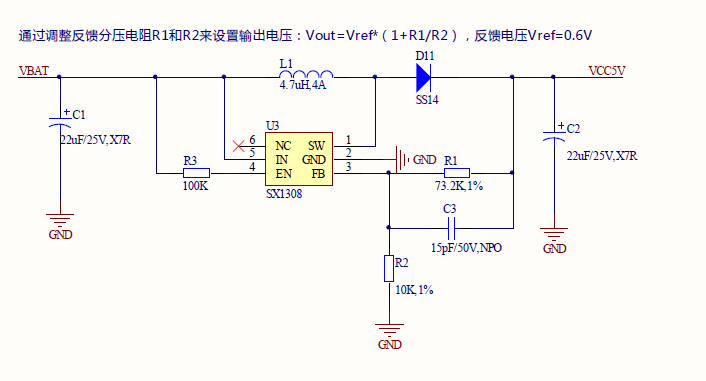 通过调整反馈分压电阻R1和R2来设置输出电压：Vout=Vref*（1+R1/R2），反馈电压Vref=0.6V
D11
VBAT
L1
VCC5V
4.7uH,4A
SS14
C1
22uF/25V,X7R
U3
C2
22uF/25V,X7R
6 NC SW 1
5 IN GND 2 GND
4 EN FB 3
R3
100K
SX1308
R1
73.2K,1%
C3
15pF/50V,NPO
GND
GND
R2
10K,1%
GND